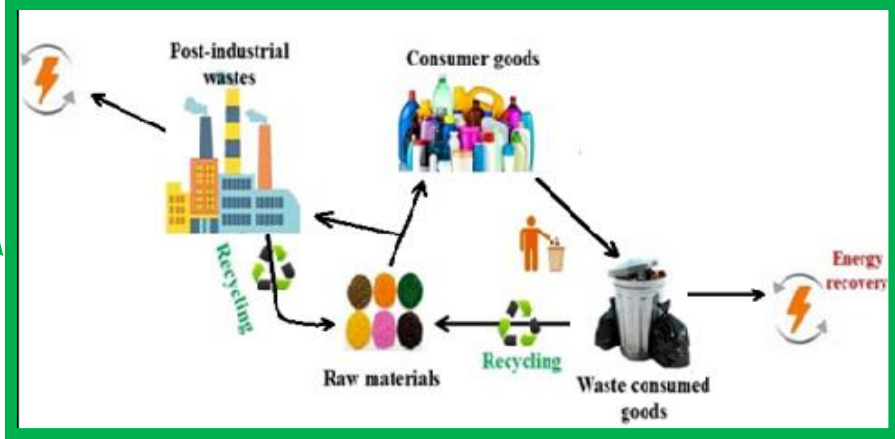 Post-industrial
wastes
Consumer goods
Recycling
Energy
recovery
Raw materials
Recycling
Waste consumed
goods